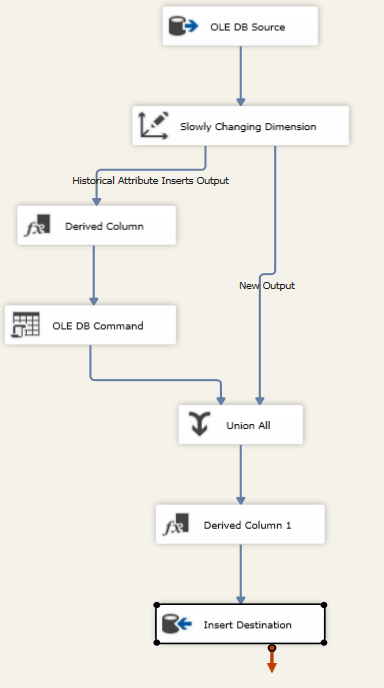 OLE DB Source
Slowly Changing Dimension
Historical Attribute Inserts Output
Derived Column
New Output
OLE DB Command
Union All
Derived Column 1
Insert Destination